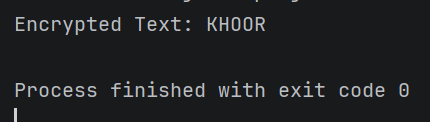 Encrypted Text: KHOOR
Process finished with exit code 0